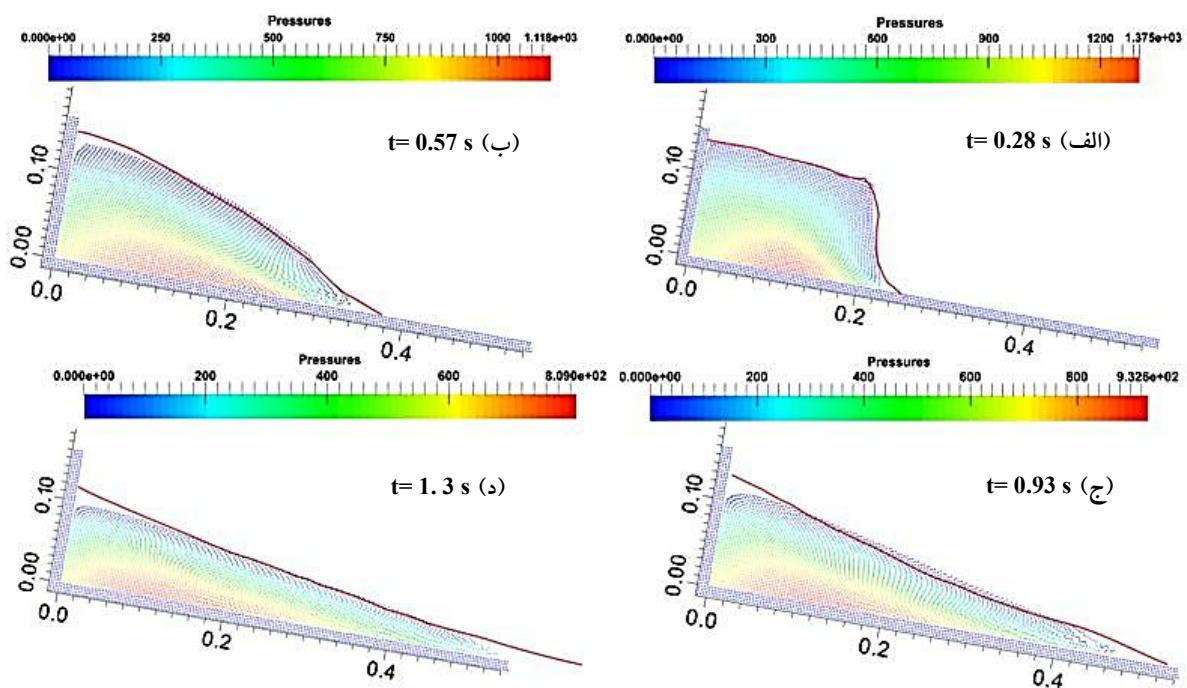 Pressures
0.000e+00 250 500 750 1000 1.118e+03
t= 0.57 s (ب)
0.10
0.00
0.0
0.2
0.4
Pressures
0.000e+00 300 600 900 1200 1.375e+03
t= 0.28 s (الف)
0.10
0.00
0.0
0.2
0.4
Pressures
0.000e+00 200 400 600 8.090e+02
t= 1. 3 s (د)
0.10
0.00
0.0
0.2
0.4
Pressures
0.000e+00 200 400 600 800 9.326e+02
t= 0.93 s (ج)
0.10
0.00
0.0
0.2
0.4